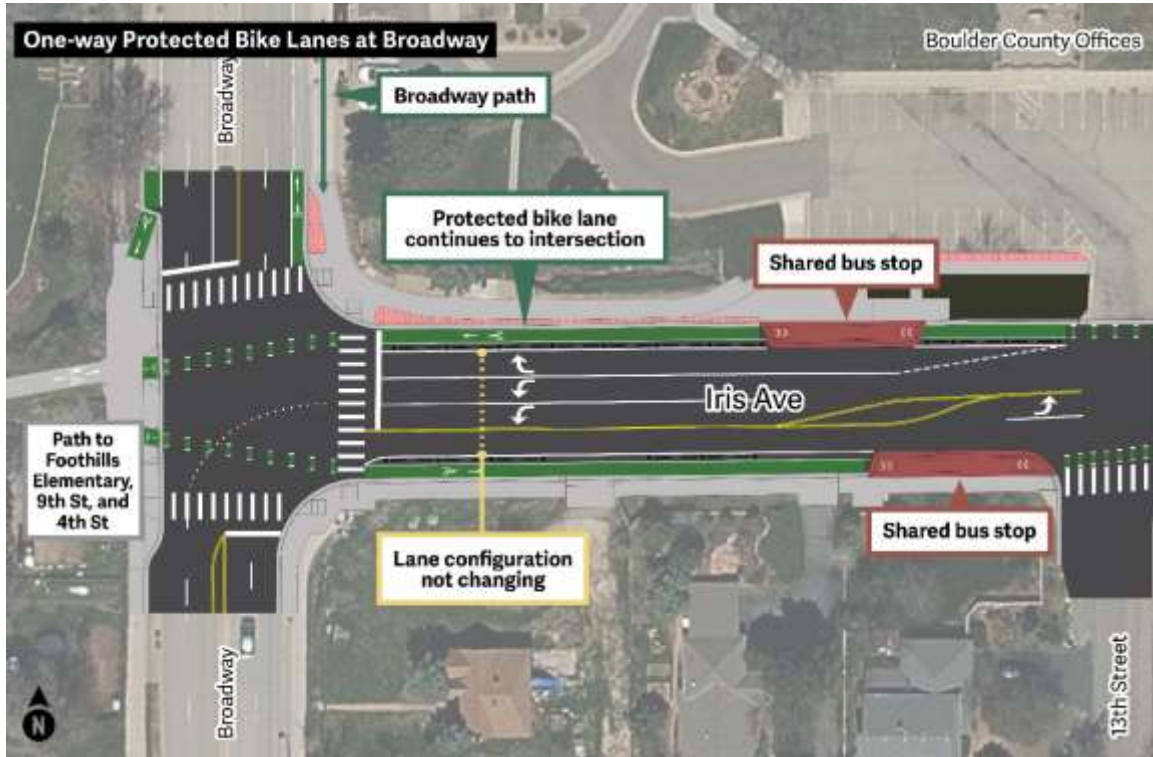 One-way Protected Bike Lanes at Broadway
Boulder County Offices
Broadway
Broadway path
Protected bike lane
continues to intersection
Shared bus stop
Iris Ave
Path to
Foothills
Elementary,
9th St, and
4th St
Lane configuration
not changing
Shared bus stop
Broadway
13th Street
N